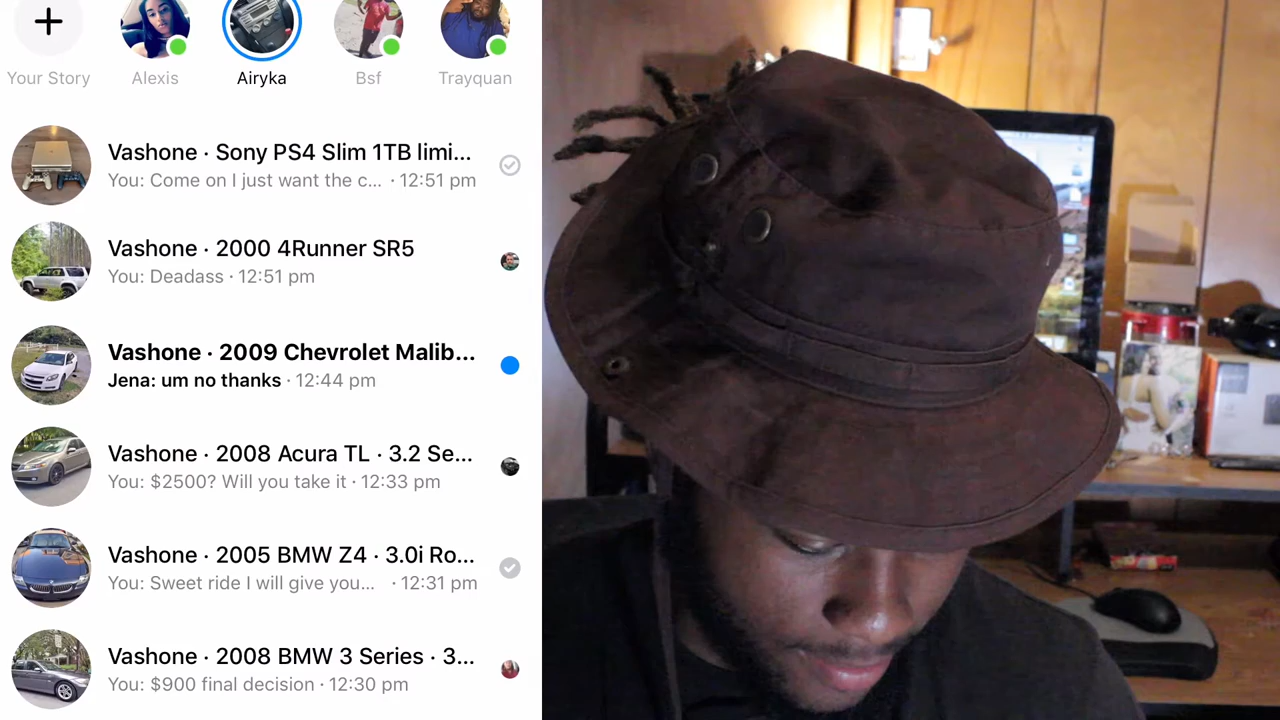 Your Story
Alexis
Airyka
Bsf
Trayquan
Vashone · Sony PS4 Slim 1TB limi...
You: Come on I just want the c... · 12:51 pm
Vashone · 2000 4Runner SR5
You: Deadass · 12:51 pm
Vashone · 2009 Chevrolet Malib...
Jena: um no thanks · 12:44 pm
Vashone · 2008 Acura TL · 3.2 Se...
You: $2500? Will you take it · 12:33 pm
Vashone · 2005 BMW Z4 · 3.0i Ro...
You: Sweet ride I will give you... · 12:31 pm
Vashone · 2008 BMW 3 Series · 3...
You: $900 final decision · 12:30 pm